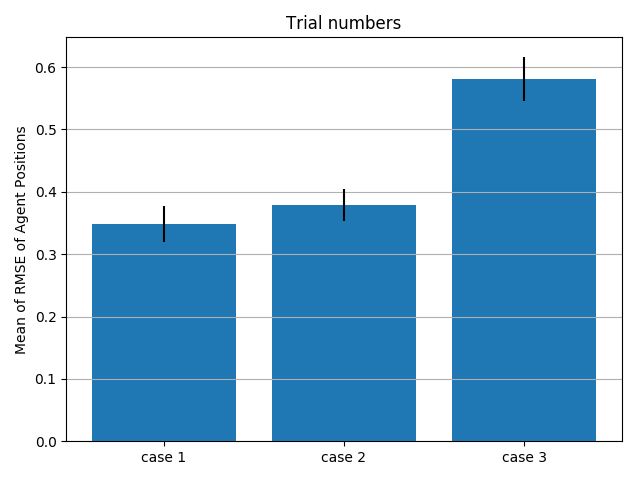 Trial numbers
Mean of RMSE of Agent Positions
0.6
0.5
0.4
0.3
0.2
0.1
0.0
case 1
case 2
case 3